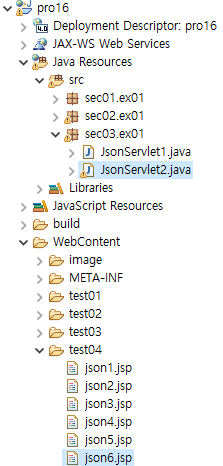 pro16
Deployment Descriptor: pro16
JAX-WS Web Services
Java Resources
src
sec01.ex01
sec02.ex01
sec03.ex01
JsonServlet1.java
JsonServlet2.java
Libraries
JavaScript Resources
build
WebContent
image
META-INF
test01
test02
test03
test04
json1.jsp
json2.jsp
json3.jsp
json4.jsp
json5.jsp
json6.jsp